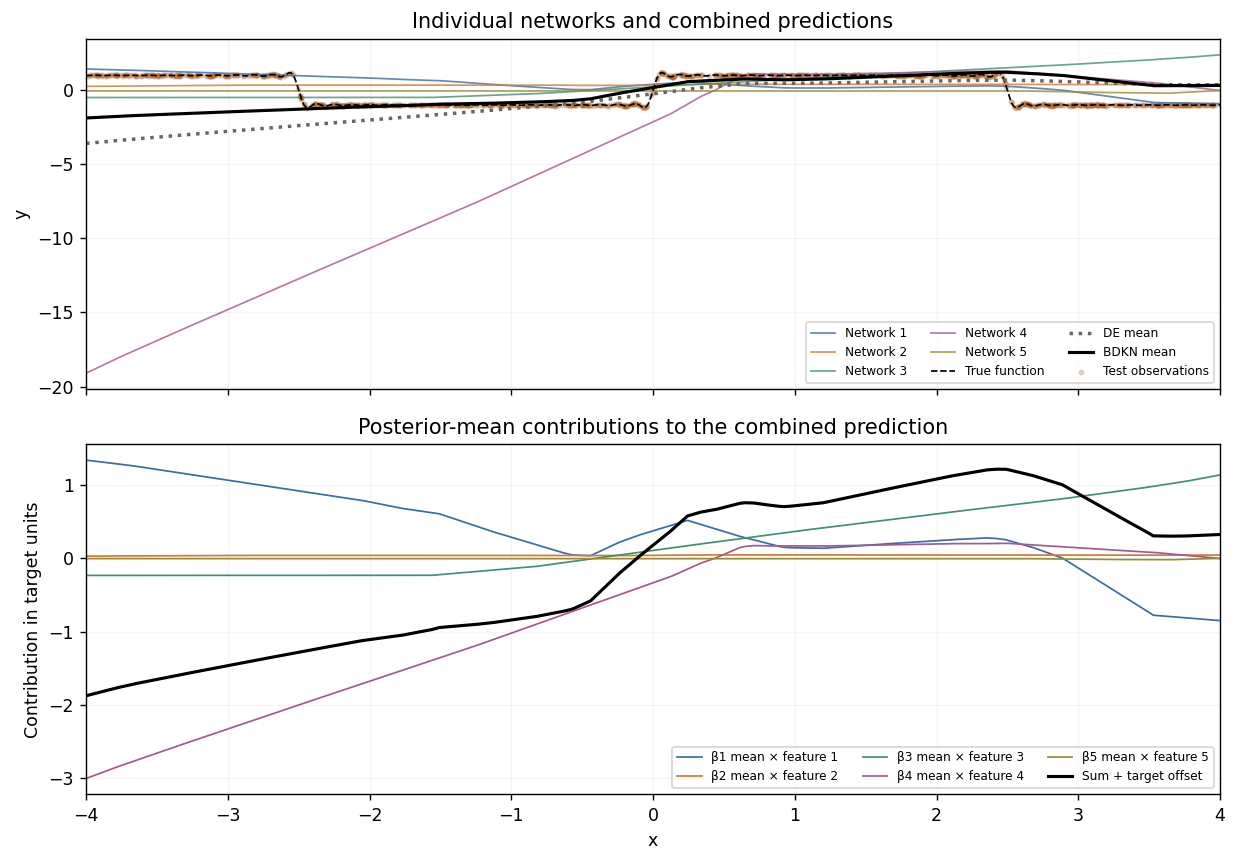 Individual networks and combined predictions
0
−5
−10
−15
−20
y
Network 1 Network 4 DE mean
Network 2 Network 5 BDKN mean
Network 3 True function Test observations
Posterior-mean contributions to the combined prediction
1
0
−1
−2
−3
Contribution in target units
β1 mean × feature 1 β3 mean × feature 3 β5 mean × feature 5
β2 mean × feature 2 β4 mean × feature 4 Sum + target offset
−4 −3 −2 −1 0 1 2 3 4
x